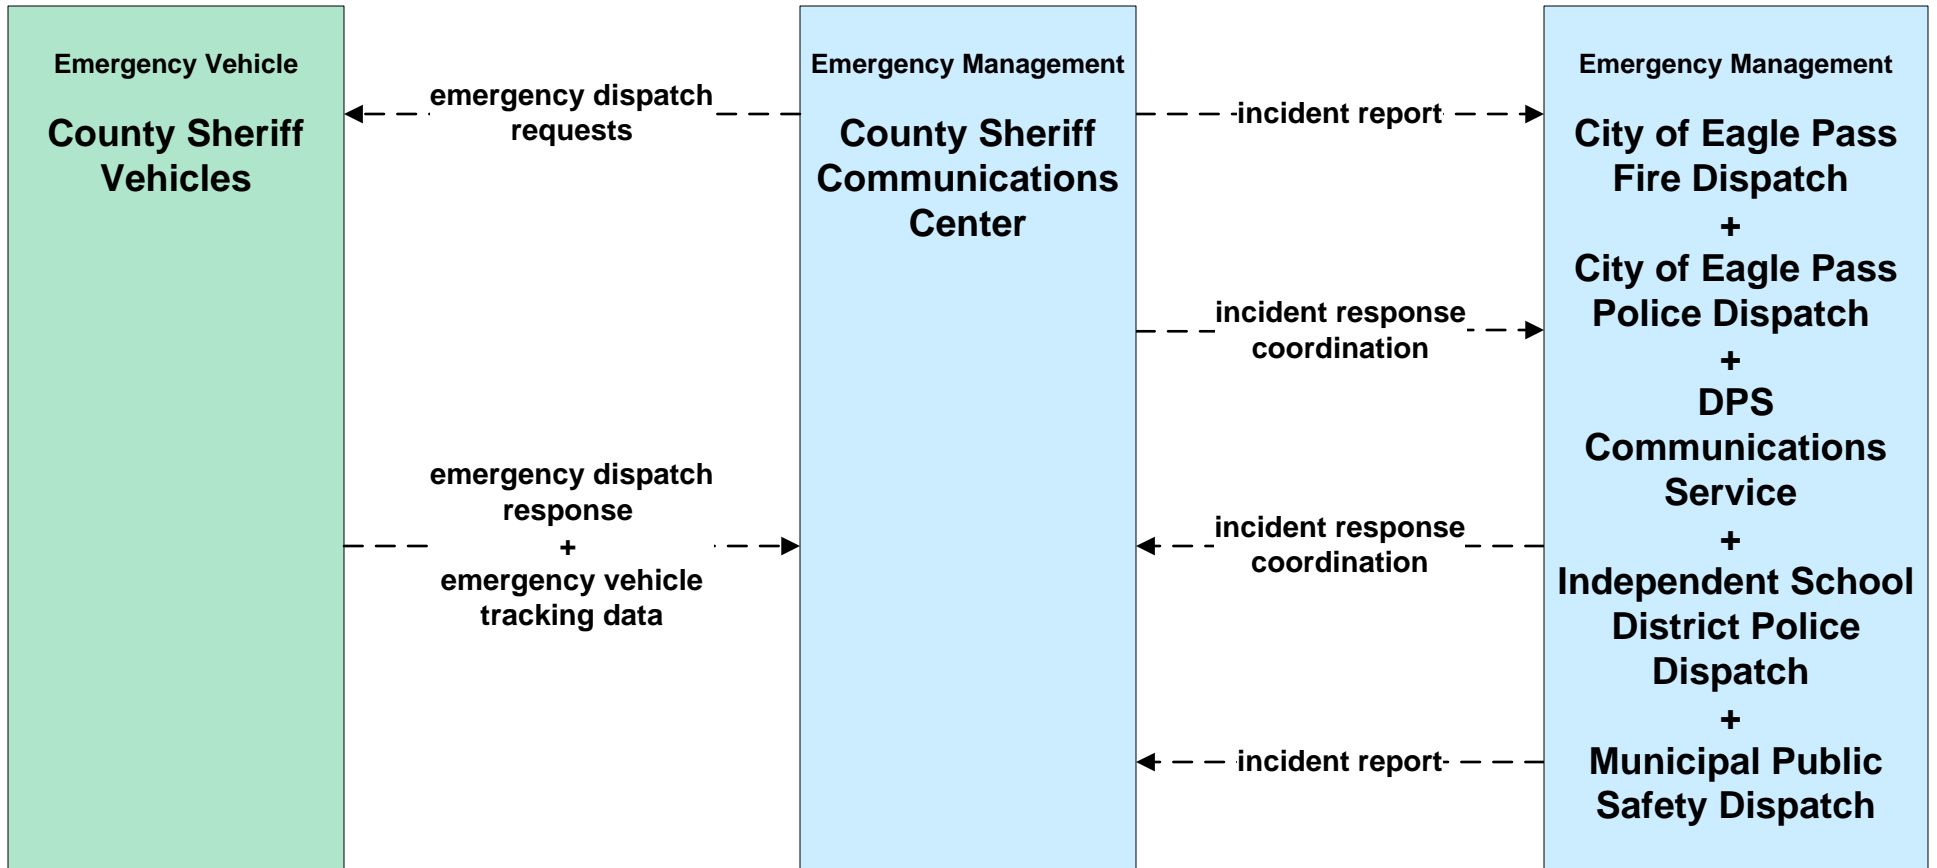 Emergency Vehicle
County Sheriff
Vehicles
emergency dispatch
requests
emergency dispatch
response
+
emergency vehicle
tracking data
Emergency Management
County Sheriff
Communications
Center
incident report
incident response
coordination
incident response
coordination
incident report
Emergency Management
City of Eagle Pass
Fire Dispatch
+
City of Eagle Pass
Police Dispatch
+
DPS
Communications
Service
+
Independent School
District Police
Dispatch
+
Municipal Public
Safety Dispatch